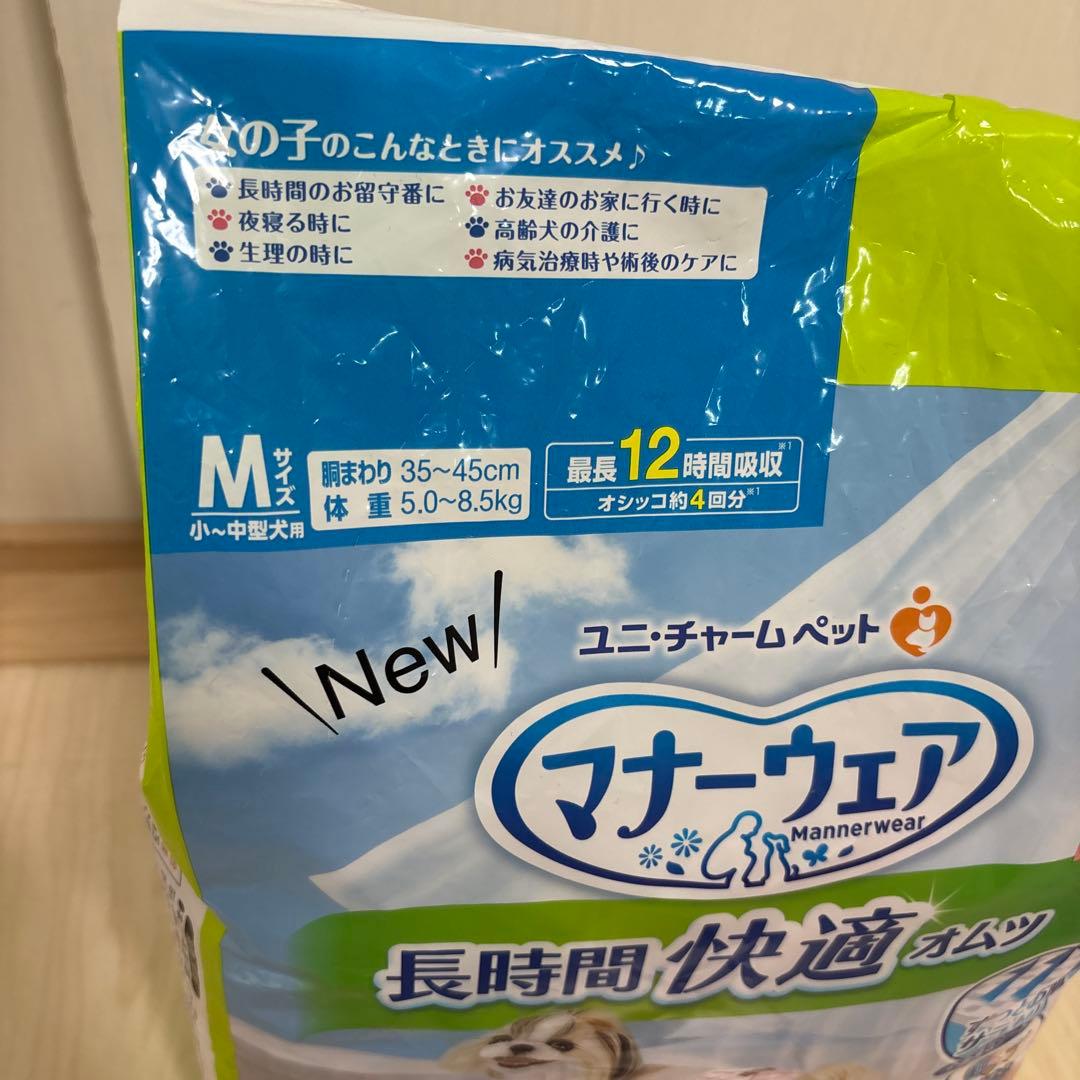 女の子のこんなときにオススメ♪
長時間のお留守番に
夜寝る時に
生理の時に
お友達のお家に行く時に
高齢犬の介護に
病気治療時や術後のケアに
Mサイズ
小~中型犬用
胴まわり 35~45cm
体重 5.0~8.5kg
最長12時間吸収※1
オシッコ約4回分※1
\New/
ユニ・チャーム ペット
マナーウェア
Mannerwear
長時間 快適 オムツ